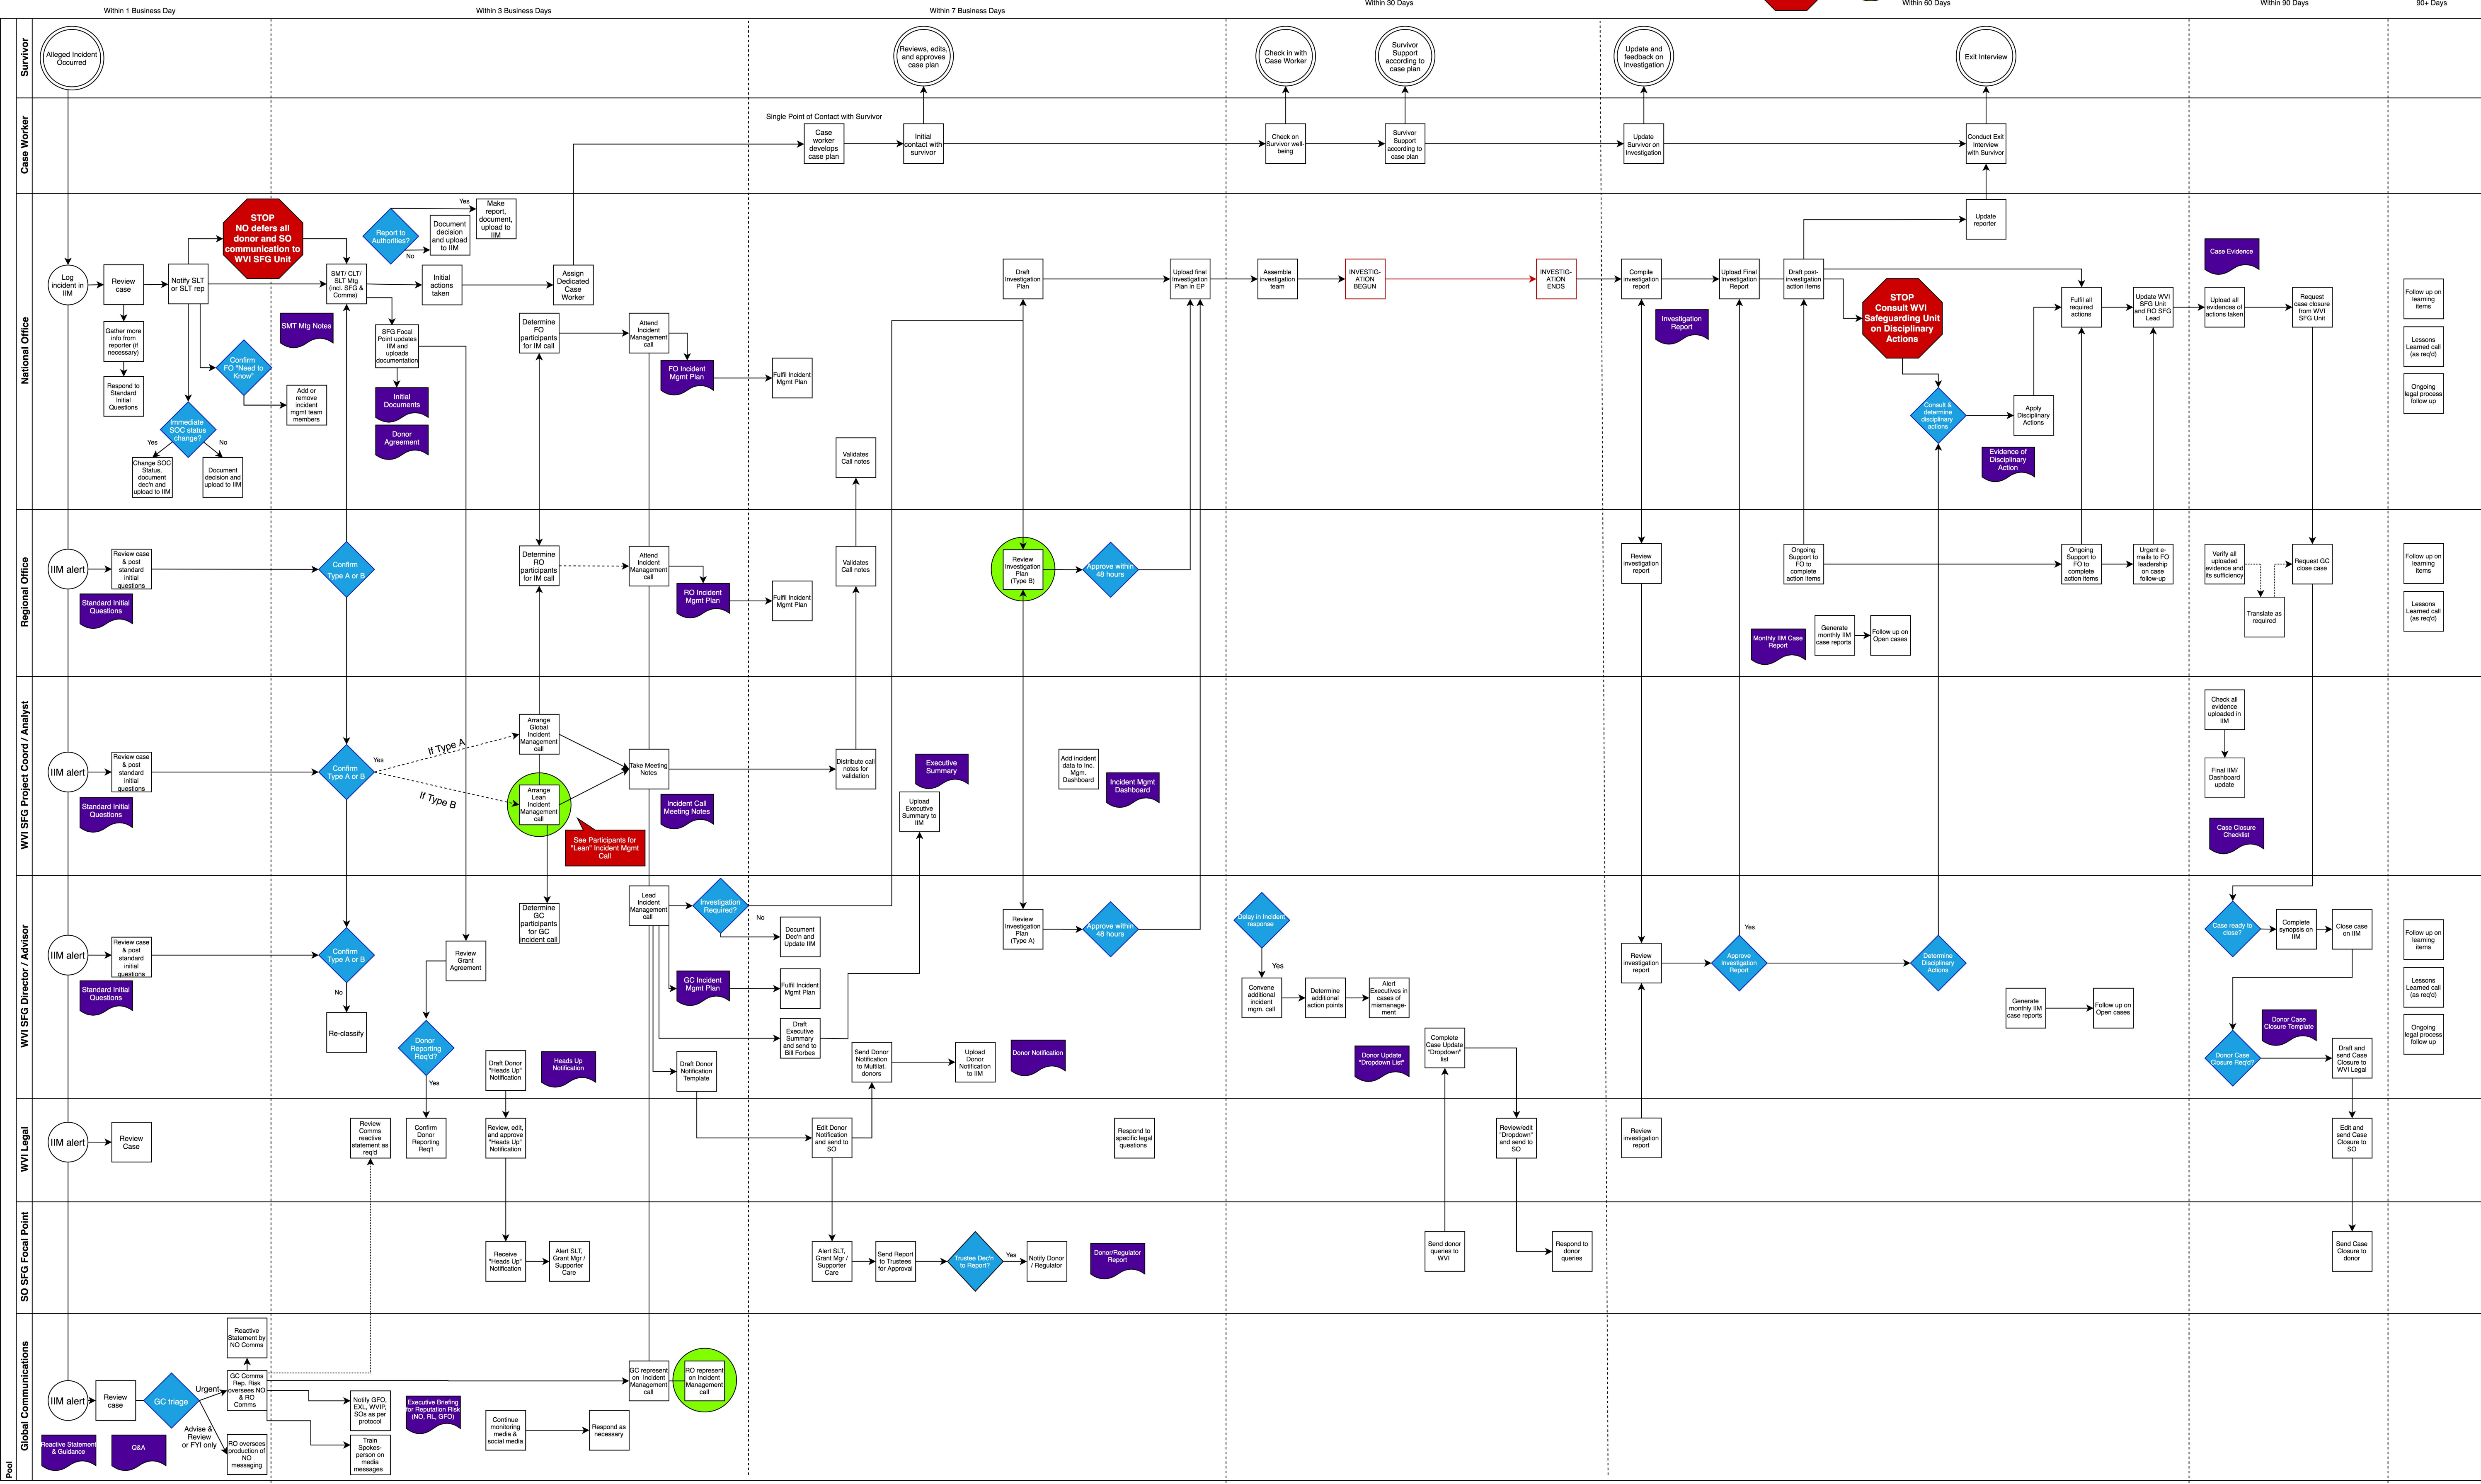 Within 1 Business Day
Within 3 Business Days
Within 7 Business Days
Within 30 Days
Within 60 Days
Within 90 Days
90+ Days
Pool
Survivor
Alleged Incident
Occurred
Reviews, edits,
and approves
case plan
Check in with
Case Worker
Survivor
Support
according to
case plan
Update and
feedback on
Investigation
Exit Interview
Case Worker
Single Point of Contact with Survivor
Case
worker
develops
case plan
Initial
contact with
survivor
Check on
Survivor well-
being
Survivor
Support
according to
case plan
Update
Survivor on
Investigation
Conduct Exit
Interview
with Survivor
National Office
Log
incident in
IIM
Review
case
Notify SLT
or SLT rep
STOP
NO defers all
donor and SO
communication to
WVI SFG Unit
Gather more
info from
reporter (if
necessary)
Respond to
Standard
Initial
Questions
Confirm
FO "Need to
Know"
Immediate
SOC status
change?
Yes
No
Change SOC
Status,
document
dec'n and
upload to IIM
Document
decision and
upload to IIM
SMT Mtg Notes
Add or
remove
incident
mgmt team
members
SMT/ CLT/
SLT Mtg
(incl. SFG &
Comms)
Report to
Authorities?
Yes
No
Document
decision
and upload
to IIM
Make
report,
document,
upload to
IIM
Initial
actions
taken
SFG Focal
Point updates
IIM and
uploads
documentation
Initial
Documents
Donor
Agreement
Assign
Dedicated
Case
Worker
Determine
FO
participants
for IM call
Attend
Incident
Management
call
FO Incident
Mgmt Plan
Fulfil Incident
Mgmt Plan
Validates
Call notes
Draft
Investigation
Plan
Upload final
Investigation
Plan in EP
Assemble
investigation
team
INVESTIG-
ATION
BEGUN
INVESTIG-
ATION
ENDS
Compile
investigation
report
Investigation
Report
Upload Final
Investigation
Report
Draft post-
investigation
action items
Update
reporter
STOP
Consult WVI
Safeguarding Unit
on Disciplinary
Actions
Consult &
determine
disciplinary
actions
Apply
Disciplinary
Actions
Evidence of
Disciplinary
Action
Fulfil all
required
actions
Update WVI
SFG Unit
and RO SFG
Lead
Case Evidence
Upload all
evidences of
actions taken
Request
case closure
from WVI
SFG Unit
Follow up on
learning
items
Lessons
Learned call
(as req'd)
Ongoing
legal process
follow up
Regional Office
IIM alert
Review case
& post
standard
initial
questions
Standard Initial
Questions
Confirm
Type A or B
Determine
RO
participants
for IM call
Attend
Incident
Management
call
RO Incident
Mgmt Plan
Fulfil Incident
Mgmt Plan
Validates
Call notes
Review
Investigation
Plan
(Type B)
Approve within
48 hours
Review
investigation
report
Ongoing
Support to
FO to
complete
action items
Monthly IIM Case
Report
Generate
monthly IIM
case reports
Follow up on
Open cases
Ongoing
Support to
FO to
complete
action items
Urgent e-
mails to FO
leadership
on case
follow-up
Verify all
uploaded
evidence and
its sufficiency
Translate as
required
Request GC
close case
Follow up on
learning
items
Lessons
Learned call
(as req'd)
WVI SFG Project Coord / Analyst
IIM alert
Review case
& post
standard
initial
questions
Standard Initial
Questions
Confirm
Type A or B
Yes
If Type A
If Type B
Arrange
Global
Incident
Management
call
Arrange
Lean
Incident
Management
call
See Participants for
"Lean" Incident Mgmt
Call
Take Meeting
Notes
Incident Call
Meeting Notes
Distribute call
notes for
validation
Executive
Summary
Upload
Executive
Summary to
IIM
Add incident
data to Inc.
Mgm.
Dashboard
Incident Mgmt
Dashboard
Check all
evidence
uploaded in
IIM
Final IIM/
Dashboard
update
Case Closure
Checklist
WVI SFG Director / Advisor
IIM alert
Review case
& post
standard
initial
questions
Standard Initial
Questions
Confirm
Type A or B
No
Re-classify
Review
Grant
Agreement
Donor
Reporting
Req'd?
Yes
Determine
GC
participants
for GC
incident call
Draft Donor
"Heads Up"
Notification
Heads Up
Notification
Lead
Incident
Management
call
Investigation
Required?
No
Document
Dec'n and
Update IIM
GC Incident
Mgmt Plan
Fulfil Incident
Mgmt Plan
Draft
Executive
Summary
and send to
Bill Forbes
Draft Donor
Notification
Template
Send Donor
Notification
to Multilat.
donors
Upload
Donor
Notification
to IIM
Donor Notification
Review
Investigation
Plan
(Type A)
Approve within
48 hours
Delay in Incident
response
Yes
Convene
additional
incident
mgm. call
Determine
additional
action points
Alert
Executives in
cases of
mismanage-
ment
Donor Update
"Dropdown List"
Complete
Case Update
"Dropdown"
list
Review
investigation
report
Yes
Approve
Investigation
Report
Determine
Disciplinary
Actions
Generate
monthly IIM
case reports
Follow up on
Open cases
Case ready to
close?
Complete
synopsis on
IIM
Close case
on IIM
Donor Case
Closure Template
Donor Case
Closure Req'd?
Draft and
send Case
Closure to
WVI Legal
Follow up on
learning
items
Lessons
Learned call
(as req'd)
Ongoing
legal process
follow up
WVI Legal
IIM alert
Review
Case
Review
Comms
reactive
statement as
req'd
Confirm
Donor
Reporting
Req't
Review, edit,
and approve
"Heads Up"
Notification
Edit Donor
Notification
and send to
SO
Respond to
specific legal
questions
Review/edit
"Dropdown"
and send to
SO
Review
investigation
report
Edit and
send Case
Closure to
SO
SO SFG Focal Point
Receive
"Heads Up"
Notification
Alert SLT,
Grant Mgr /
Supporter
Care
Alert SLT,
Grant Mgr /
Supporter
Care
Send Report
to Trustees
for Approval
Trustee Dec'n
to Report?
Yes
Notify Donor
/ Regulator
Donor/Regulator
Report
Send donor
queries to
WVI
Respond to
donor
queries
Send Case
Closure to
donor
Global Communications
IIM alert
Review
case
GC triage
Urgent
Advise &
Review
or FYI only
Reactive Statement
& Guidance
Q&A
Reactive
Statement by
NO Comms
GC Comms
Rep. Risk
oversees NO
& RO
Comms
RO oversees
production of
NO
messaging
Notify GFO,
EXL, WVIP,
SOs as per
protocol
Train
Spokes-
person on
media
messages
Executive Briefing
for Reputation Risk
(NO, RL, GFO)
Continue
monitoring
media &
social media
Respond as
necessary
GC represent
on Incident
Management
call
RO represent
on Incident
Management
call